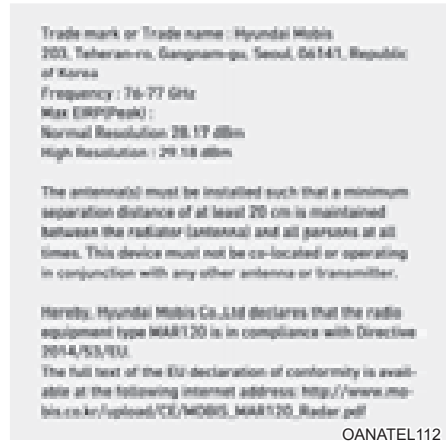 Trade mark or Trade name : Hyundai Mobis
203, Teheran-ro, Gangnam-gu, Seoul, 06141, Republic
of Korea
Frequency : 76-77 GHz
Max EIRP(Peak) :
Normal Resolution 28.17 dBm
High Resolution : 29.18 dBm
The antenna(s) must be installed such that a minimum
separation distance of at least 20 cm is maintained
between the radiator (antenna) and all persons at all
times. This device must not be co-located or operating
in conjunction with any other antenna or transmitter.
Hereby, Hyundai Mobis Co.,Ltd declares that the radio
equipment type MAR120 is in compliance with Directive
2014/53/EU.
The full text of the EU declaration of conformity is avail-
able at the following internet address: http://www.mo-
bis.co.kr/upload/CE/MOBIS_MAR120_Radar.pdf
OANATEL112